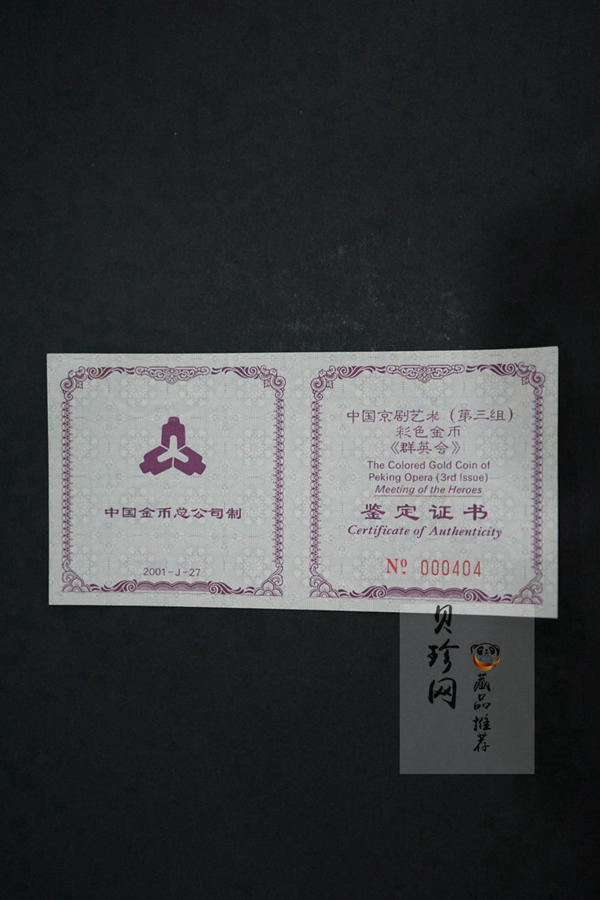 中国金币总公司制
2001-J-27
中国京剧艺术（第三组）
彩色金币
《群英会》
The Colored Gold Coin of
Peking Opera (3rd Issue)
Meeting of the Heroes
鉴定证书
Certificate of Authenticity
Nº 000404
贝珍网
藏品推荐